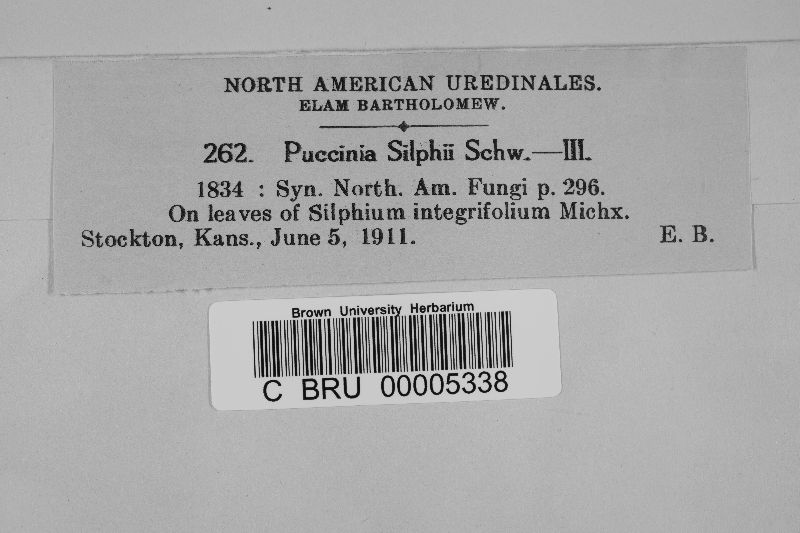 NORTH AMERICAN UREDINALES.
ELAM BARTHOLOMEW.
262. Puccinia Silphii Schw.—III.
1834 : Syn. North. Am. Fungi p. 296.
On leaves of Silphium integrifolium Michx.
Stockton, Kans., June 5, 1911. E. B.
Brown University Herbarium
C BRU 00005338